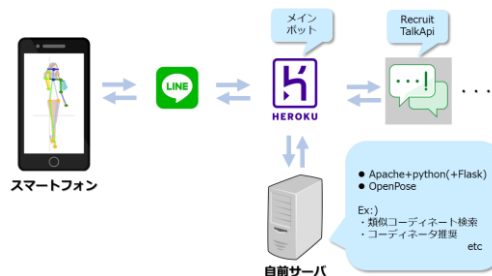 メイン
ボット
Recruit
TalkApi
LINE
HEROKU
...!
・・・
スマートフォン
● Apache+python(+Flask)
● OpenPose
Ex:)
・類似コーディネート検索
・コーディネータ推奨
etc
自前サーバ